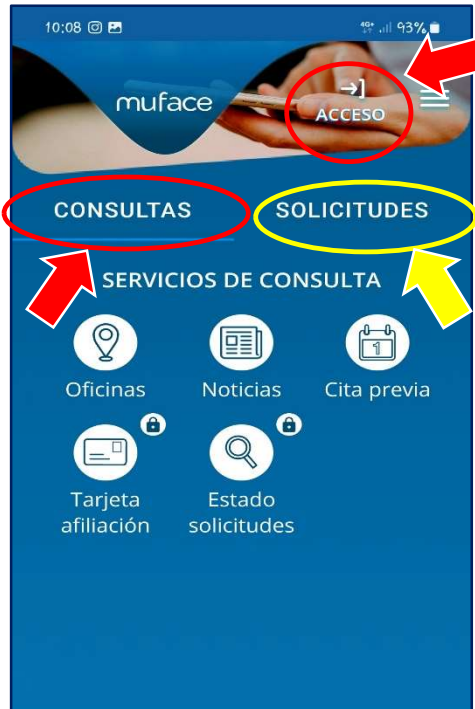 10:08
4G+ 93%
muface
ACCESO
CONSULTAS SOLICITUDES
SERVICIOS DE CONSULTA
Oficinas Noticias Cita previa
1
Tarjeta afiliación
Estado solicitudes